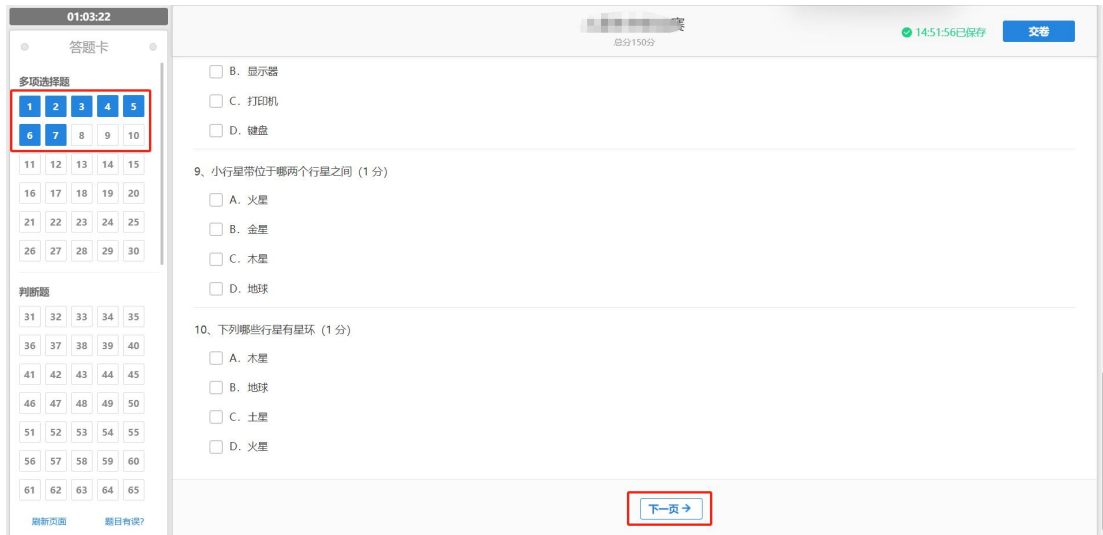 01:03:22
答题卡
多项选择题
1 2 3 4 5
6 7 8 9 10
11 12 13 14 15
16 17 18 19 20
21 22 23 24 25
26 27 28 29 30
判断题
31 32 33 34 35
36 37 38 39 40
41 42 43 44 45
46 47 48 49 50
51 52 53 54 55
56 57 58 59 60
61 62 63 64 65
刷新页面 题目有误?
赛
总分150分
14:51:56已保存
交卷
B. 显示器
C. 打印机
D. 键盘
9、小行星带位于哪两个行星之间 (1 分)
A. 火星
B. 金星
C. 木星
D. 地球
10、下列哪些行星有星环 (1 分)
A. 木星
B. 地球
C. 土星
D. 火星
下一页→